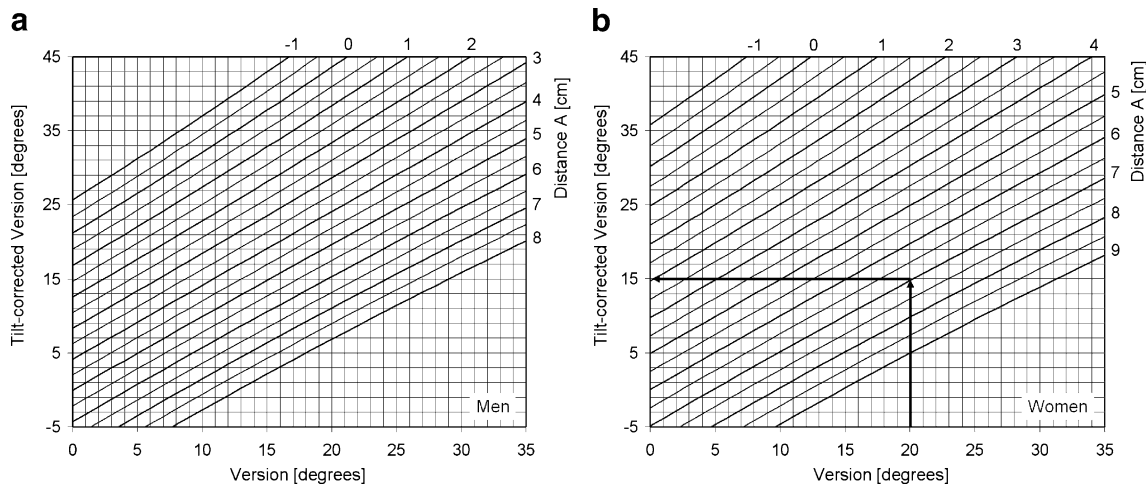 a
-1 0 1 2
45
35
25
15
5
-5
Tilt-corrected Version [degrees]
3
4
5
6
7
8
Distance A [cm]
Men
0 5 10 15 20 25 30 35
Version [degrees]
b
-1 0 1 2 3 4
45
35
25
15
5
-5
Tilt-corrected Version [degrees]
5
6
7
8
9
Distance A [cm]
Women
0 5 10 15 20 25 30 35
Version [degrees]